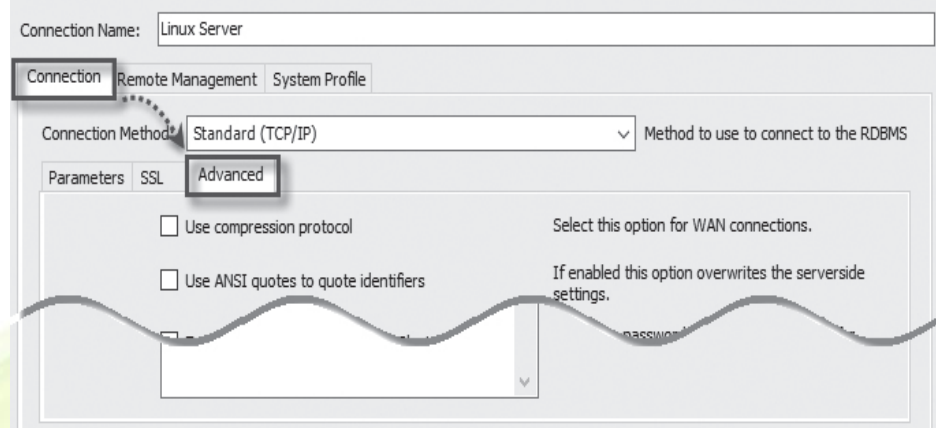 Connection Name: Linux Server
Connection Remote Management System Profile
Connection Method Standard (TCP/IP) Method to use to connect to the RDBMS
Parameters SSL Advanced
Use compression protocol Select this option for WAN connections.
Use ANSI quotes to quote identifiers If enabled this option overwrites the serverside
settings.